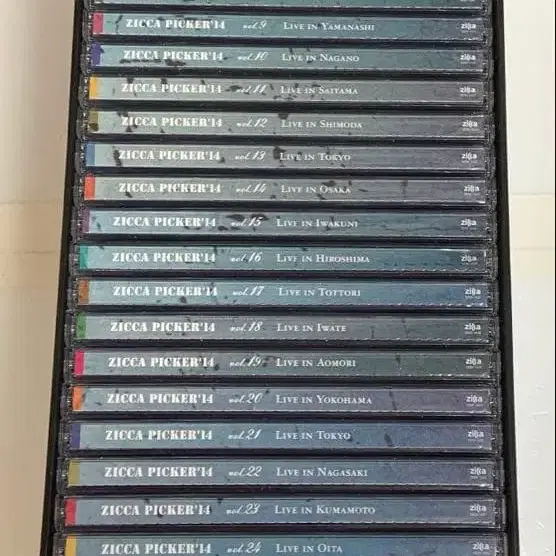 ZICCA PICKER'14 vol.9 LIVE IN YAMANASHI zicca
ZICCA PICKER'14 vol.10 LIVE IN NAGANO zicca
ZICCA PICKER'14 vol.11 LIVE IN SAITAMA zicca
ZICCA PICKER'14 vol.12 LIVE IN SHIMODA zicca
ZICCA PICKER'14 vol.13 LIVE IN TOKYO zicca
ZICCA PICKER'14 vol.14 LIVE IN OSAKA zicca
ZICCA PICKER'14 vol.15 LIVE IN IWAKUNI zicca
ZICCA PICKER'14 vol.16 LIVE IN HIROSHIMA zicca
ZICCA PICKER'14 vol.17 LIVE IN TOTTORI zicca
ZICCA PICKER'14 vol.18 LIVE IN IWATE zicca
ZICCA PICKER'14 vol.19 LIVE IN AOMORI zicca
ZICCA PICKER'14 vol.20 LIVE IN YOKOHAMA zicca
ZICCA PICKER'14 vol.21 LIVE IN TOKYO zicca
ZICCA PICKER'14 vol.22 LIVE IN NAGASAKI zicca
ZICCA PICKER'14 vol.23 LIVE IN KUMAMOTO zicca
ZICCA PICKER'14 vol.24 LIVE IN OITA zicca